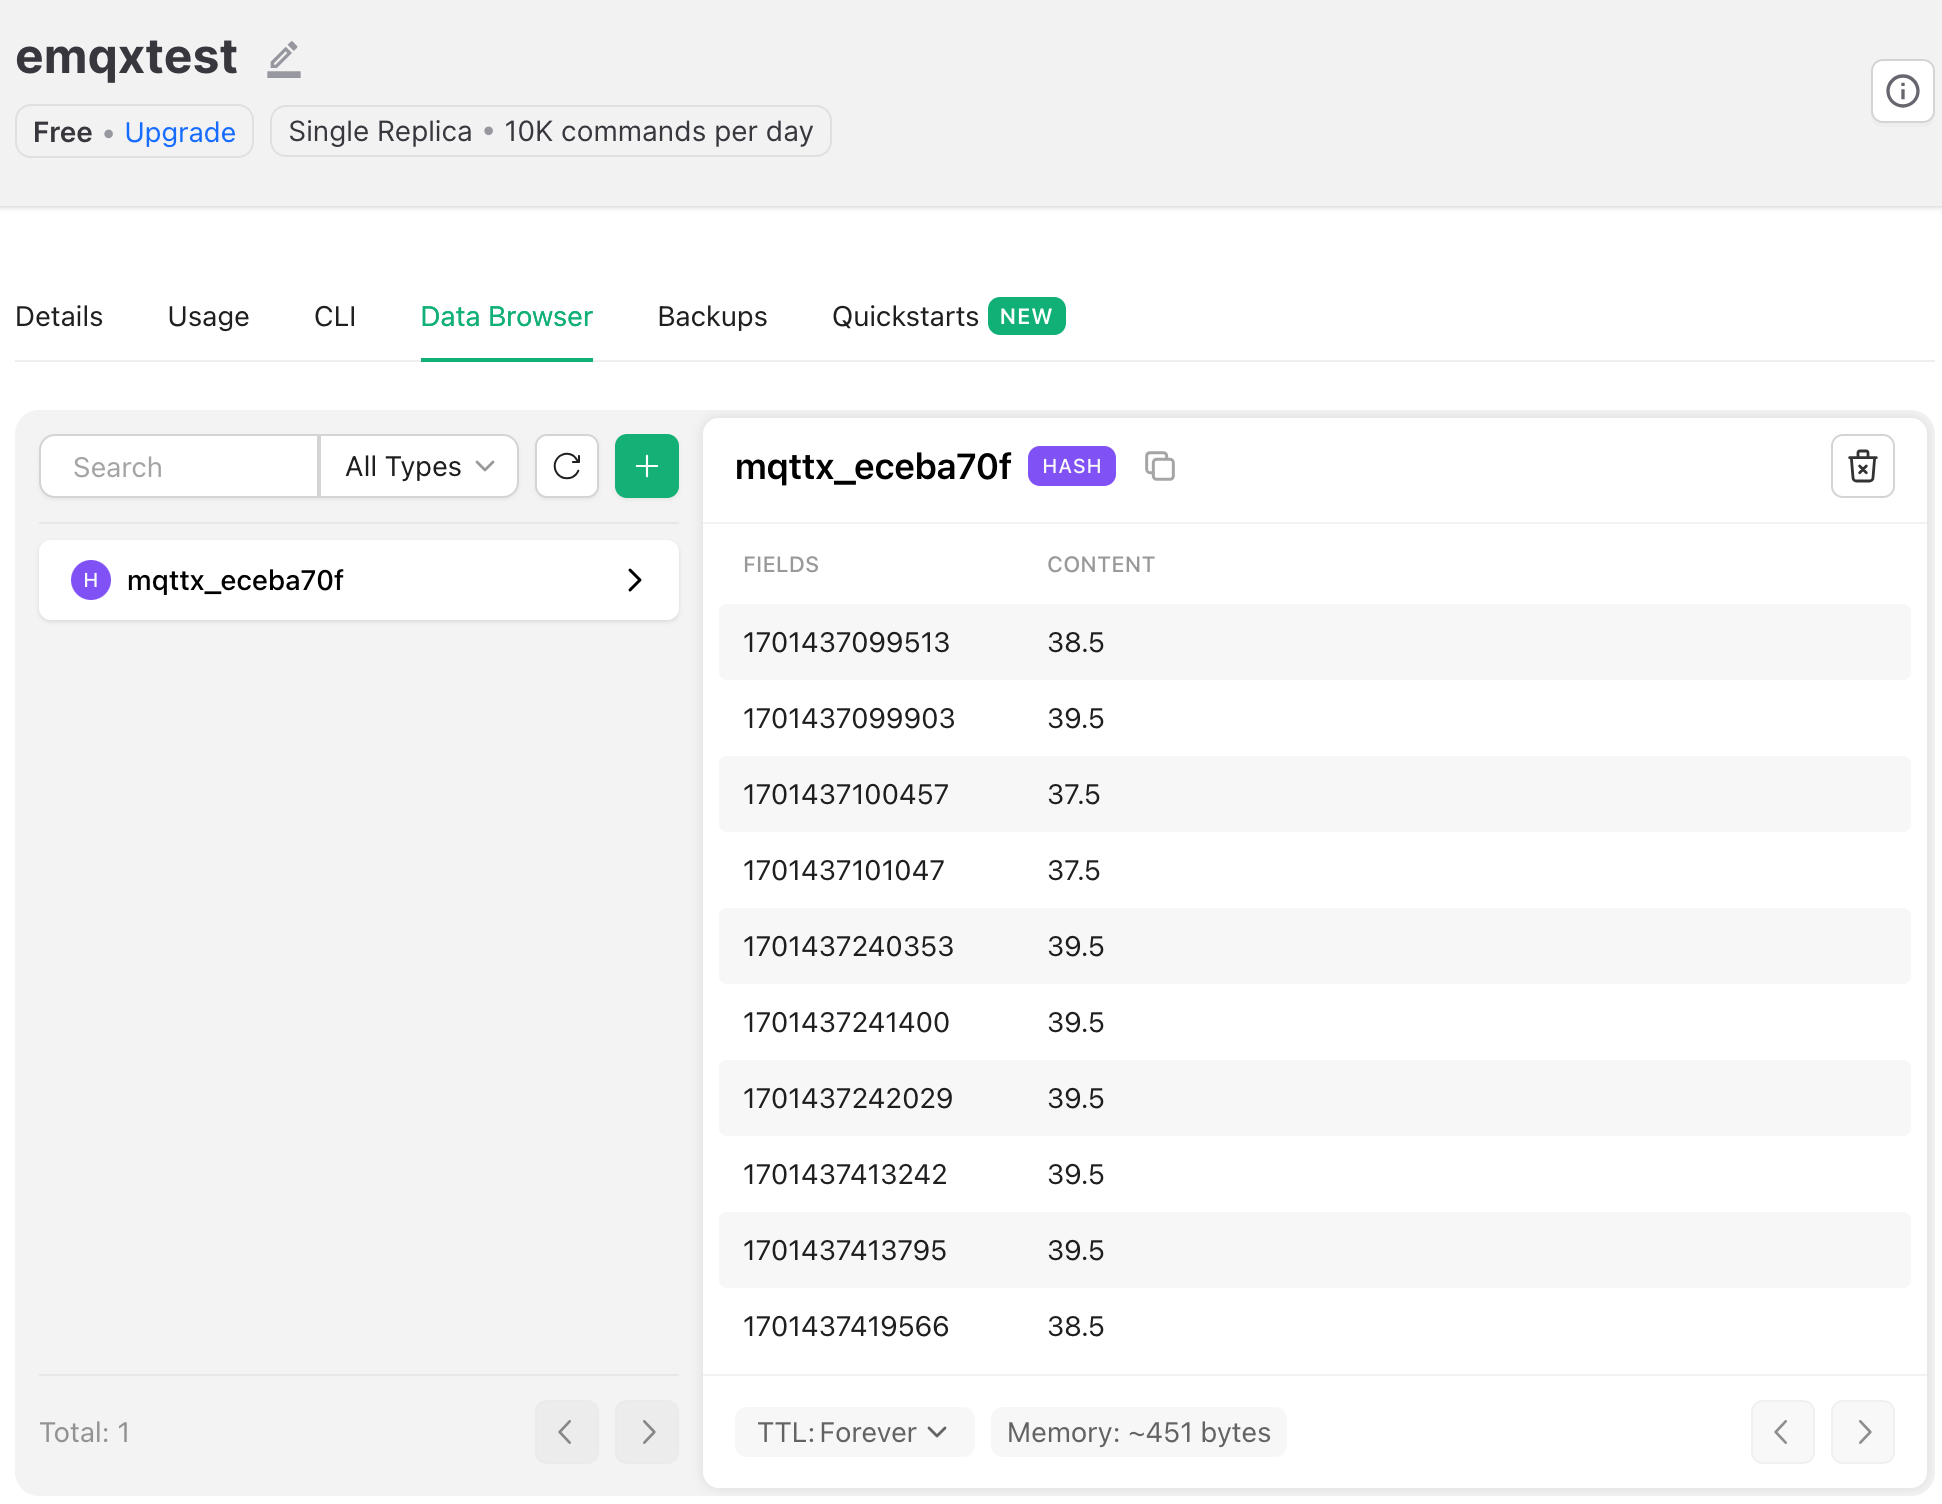 emqxtest
Free • Upgrade
Single Replica • 10K commands per day
Details Usage CLI Data Browser Backups Quickstarts NEW
Search All Types
H mqttx_eceba70f
Total: 1
mqttx_eceba70f HASH
FIELDS CONTENT
1701437099513 38.5
1701437099903 39.5
1701437100457 37.5
1701437101047 37.5
1701437240353 39.5
1701437241400 39.5
1701437242029 39.5
1701437413242 39.5
1701437413795 39.5
1701437419566 38.5
TTL: Forever Memory: ~451 bytes